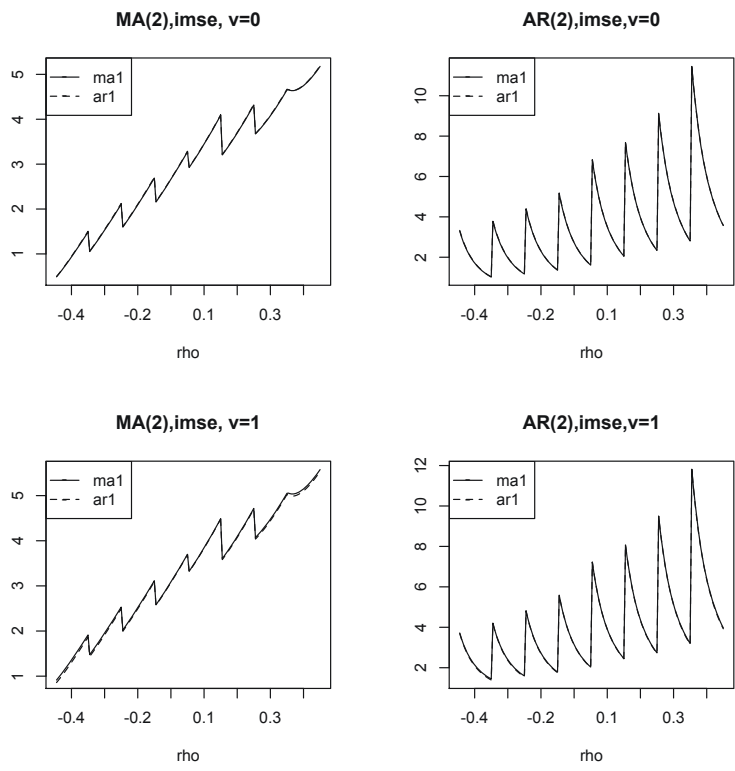 MA(2),imse, v=0
ma1
ar1
5
4
3
2
1
-0.4 -0.2 0.1 0.3
rho
AR(2),imse,v=0
ma1
ar1
10
8
6
4
2
-0.4 -0.2 0.1 0.3
rho
MA(2),imse, v=1
ma1
ar1
5
4
3
2
1
-0.4 -0.2 0.1 0.3
rho
AR(2),imse,v=1
ma1
ar1
12
10
8
6
4
2
-0.4 -0.2 0.1 0.3
rho